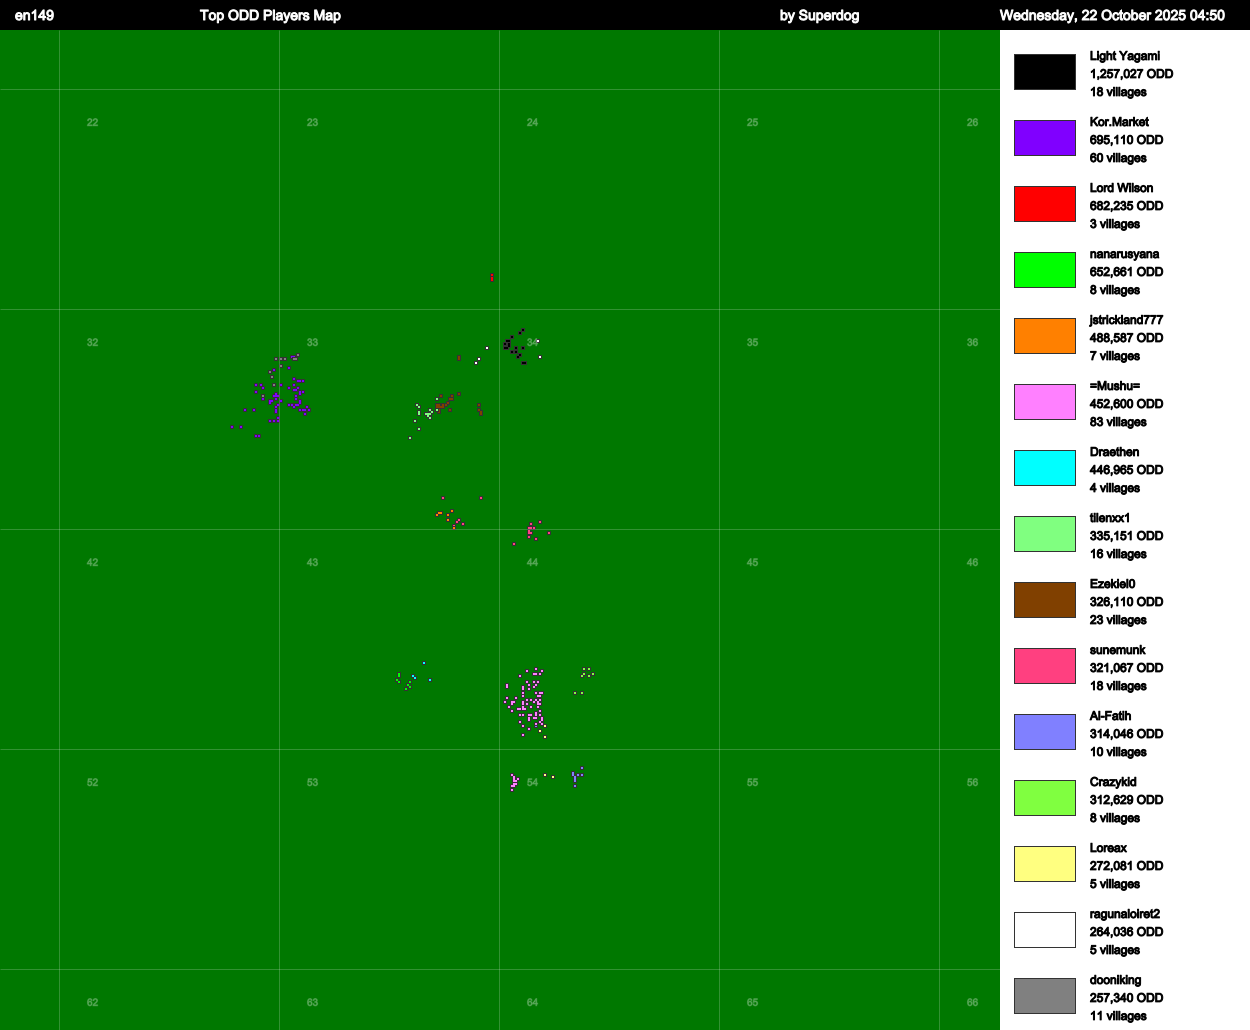 en149 Top ODD Players Map by Superdog Wednesday, 22 October 2025 04:50
22 23 24 25 26
32 33 34 35 36
42 43 44 45 46
52 53 54 55 56
62 63 64 65 66
Light Yagami
1,257,027 ODD
18 villages
Kor.Market
695,110 ODD
60 villages
Lord Wilson
682,235 ODD
3 villages
nanarusyana
652,661 ODD
8 villages
jstrickland777
488,587 ODD
7 villages
=Mushu=
452,600 ODD
83 villages
Draethen
446,965 ODD
4 villages
tilenxx1
335,151 ODD
16 villages
Ezekiel0
326,110 ODD
23 villages
sunemunk
321,067 ODD
18 villages
Al-Fatih
314,046 ODD
10 villages
Crazykid
312,629 ODD
8 villages
Loreax
272,081 ODD
5 villages
ragunaloiret2
264,036 ODD
5 villages
dooniking
257,340 ODD
11 villages